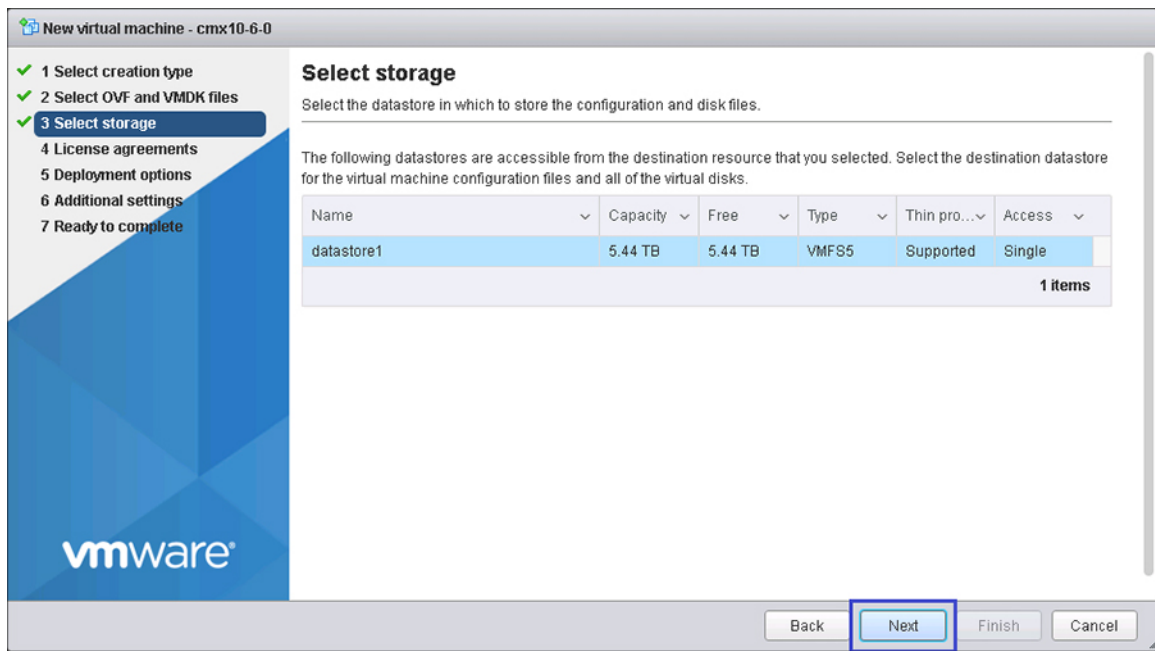 New virtual machine - cmx10-6-0
1 Select creation type
2 Select OVF and VMDK files
3 Select storage
4 License agreements
5 Deployment options
6 Additional settings
7 Ready to complete
vmware®
Select storage
Select the datastore in which to store the configuration and disk files.
The following datastores are accessible from the destination resource that you selected. Select the destination datastore
for the virtual machine configuration files and all of the virtual disks.
Name Capacity Free Type Thin pro... Access
datastore1 5.44 TB 5.44 TB VMFS5 Supported Single
1 items
Back Next Finish Cancel